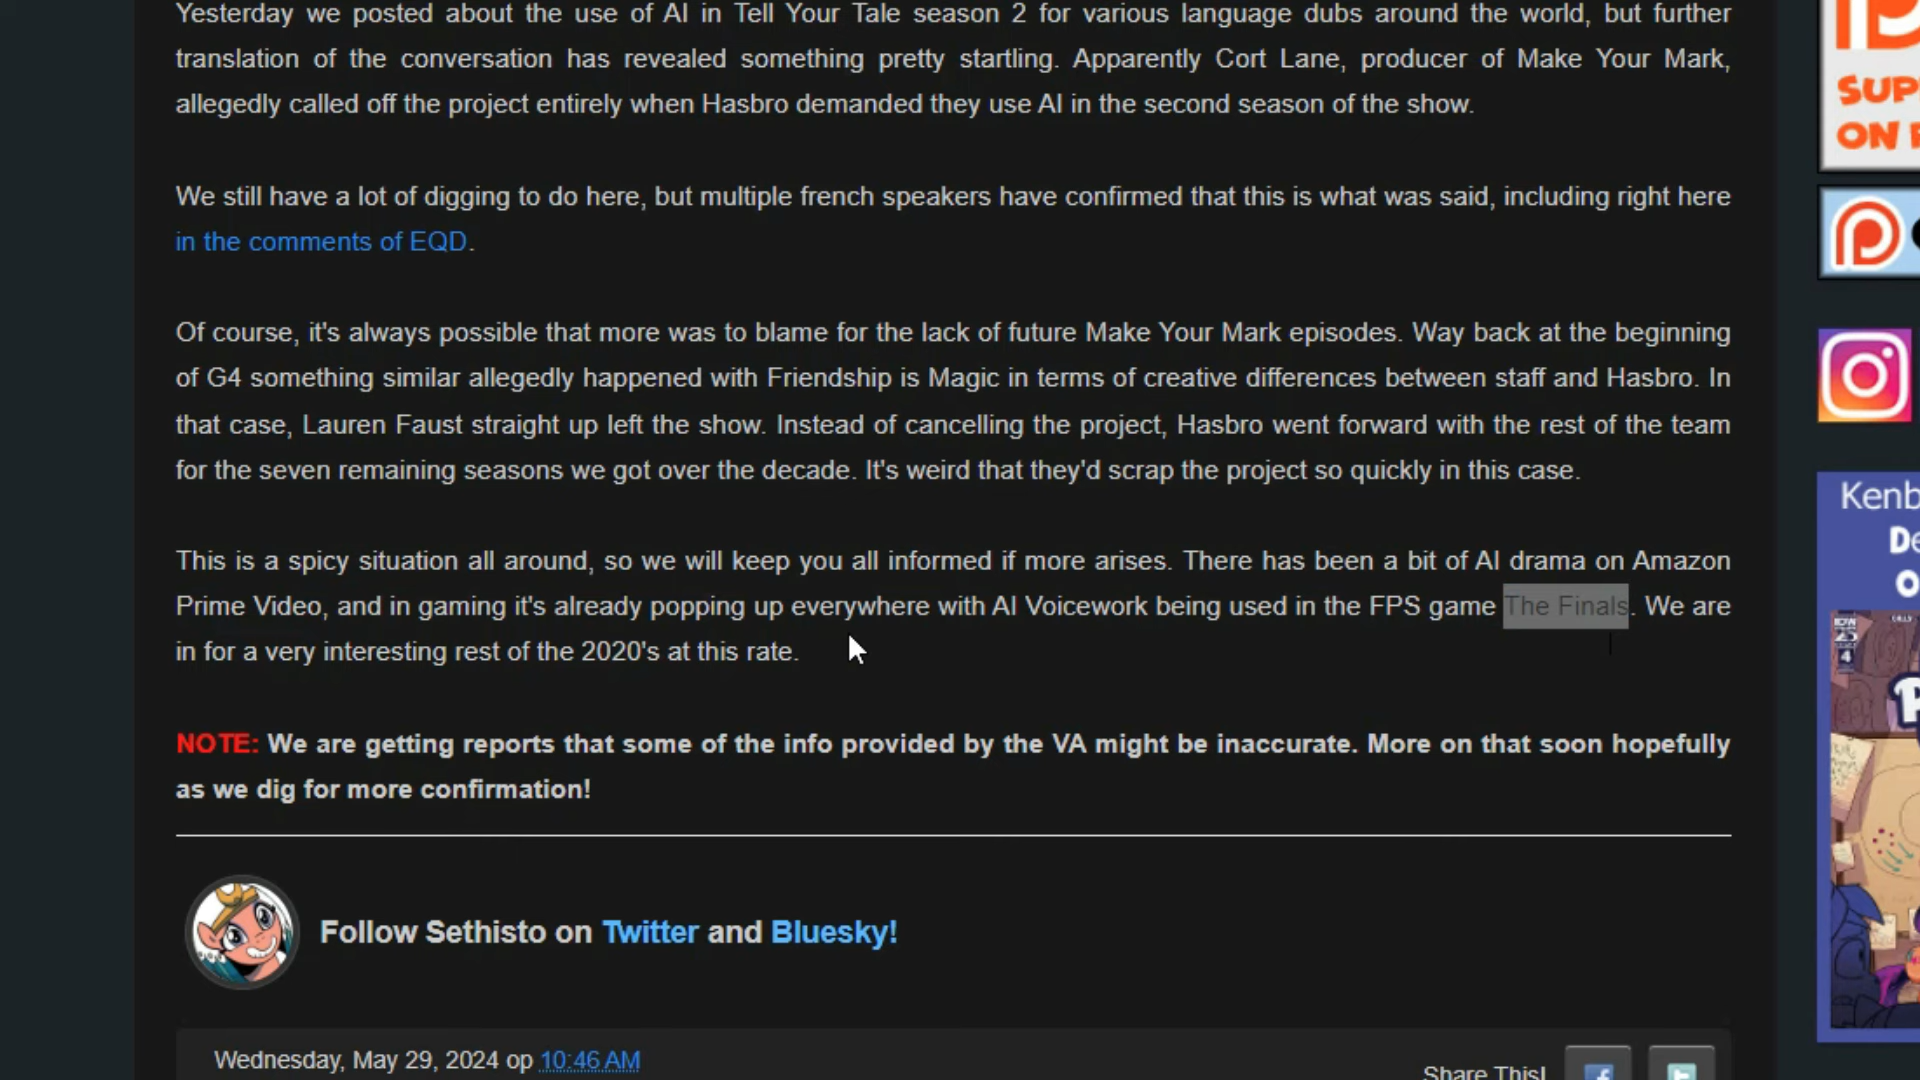 Yesterday we posted about the use of AI in Tell Your Tale season 2 for various language dubs around the world, but further
translation of the conversation has revealed something pretty startling. Apparently Cort Lane, producer of Make Your Mark,
allegedly called off the project entirely when Hasbro demanded they use AI in the second season of the show.
We still have a lot of digging to do here, but multiple french speakers have confirmed that this is what was said, including right here
in the comments of EQD.
Of course, it's always possible that more was to blame for the lack of future Make Your Mark episodes. Way back at the beginning
of G4 something similar allegedly happened with Friendship is Magic in terms of creative differences between staff and Hasbro. In
that case, Lauren Faust straight up left the show. Instead of cancelling the project, Hasbro went forward with the rest of the team
for the seven remaining seasons we got over the decade. It's weird that they'd scrap the project so quickly in this case.
This is a spicy situation all around, so we will keep you all informed if more arises. There has been a bit of AI drama on Amazon
Prime Video, and in gaming it's already popping up everywhere with AI Voicework being used in the FPS game The Finals. We are
in for a very interesting rest of the 2020's at this rate.
NOTE: We are getting reports that some of the info provided by the VA might be inaccurate. More on that soon hopefully
as we dig for more confirmation!
Follow Sethisto on Twitter and Bluesky!
Wednesday, May 29, 2024 op 10:46 AM
Share This!
SUP
ON
Kenb
De
O
IDW
4